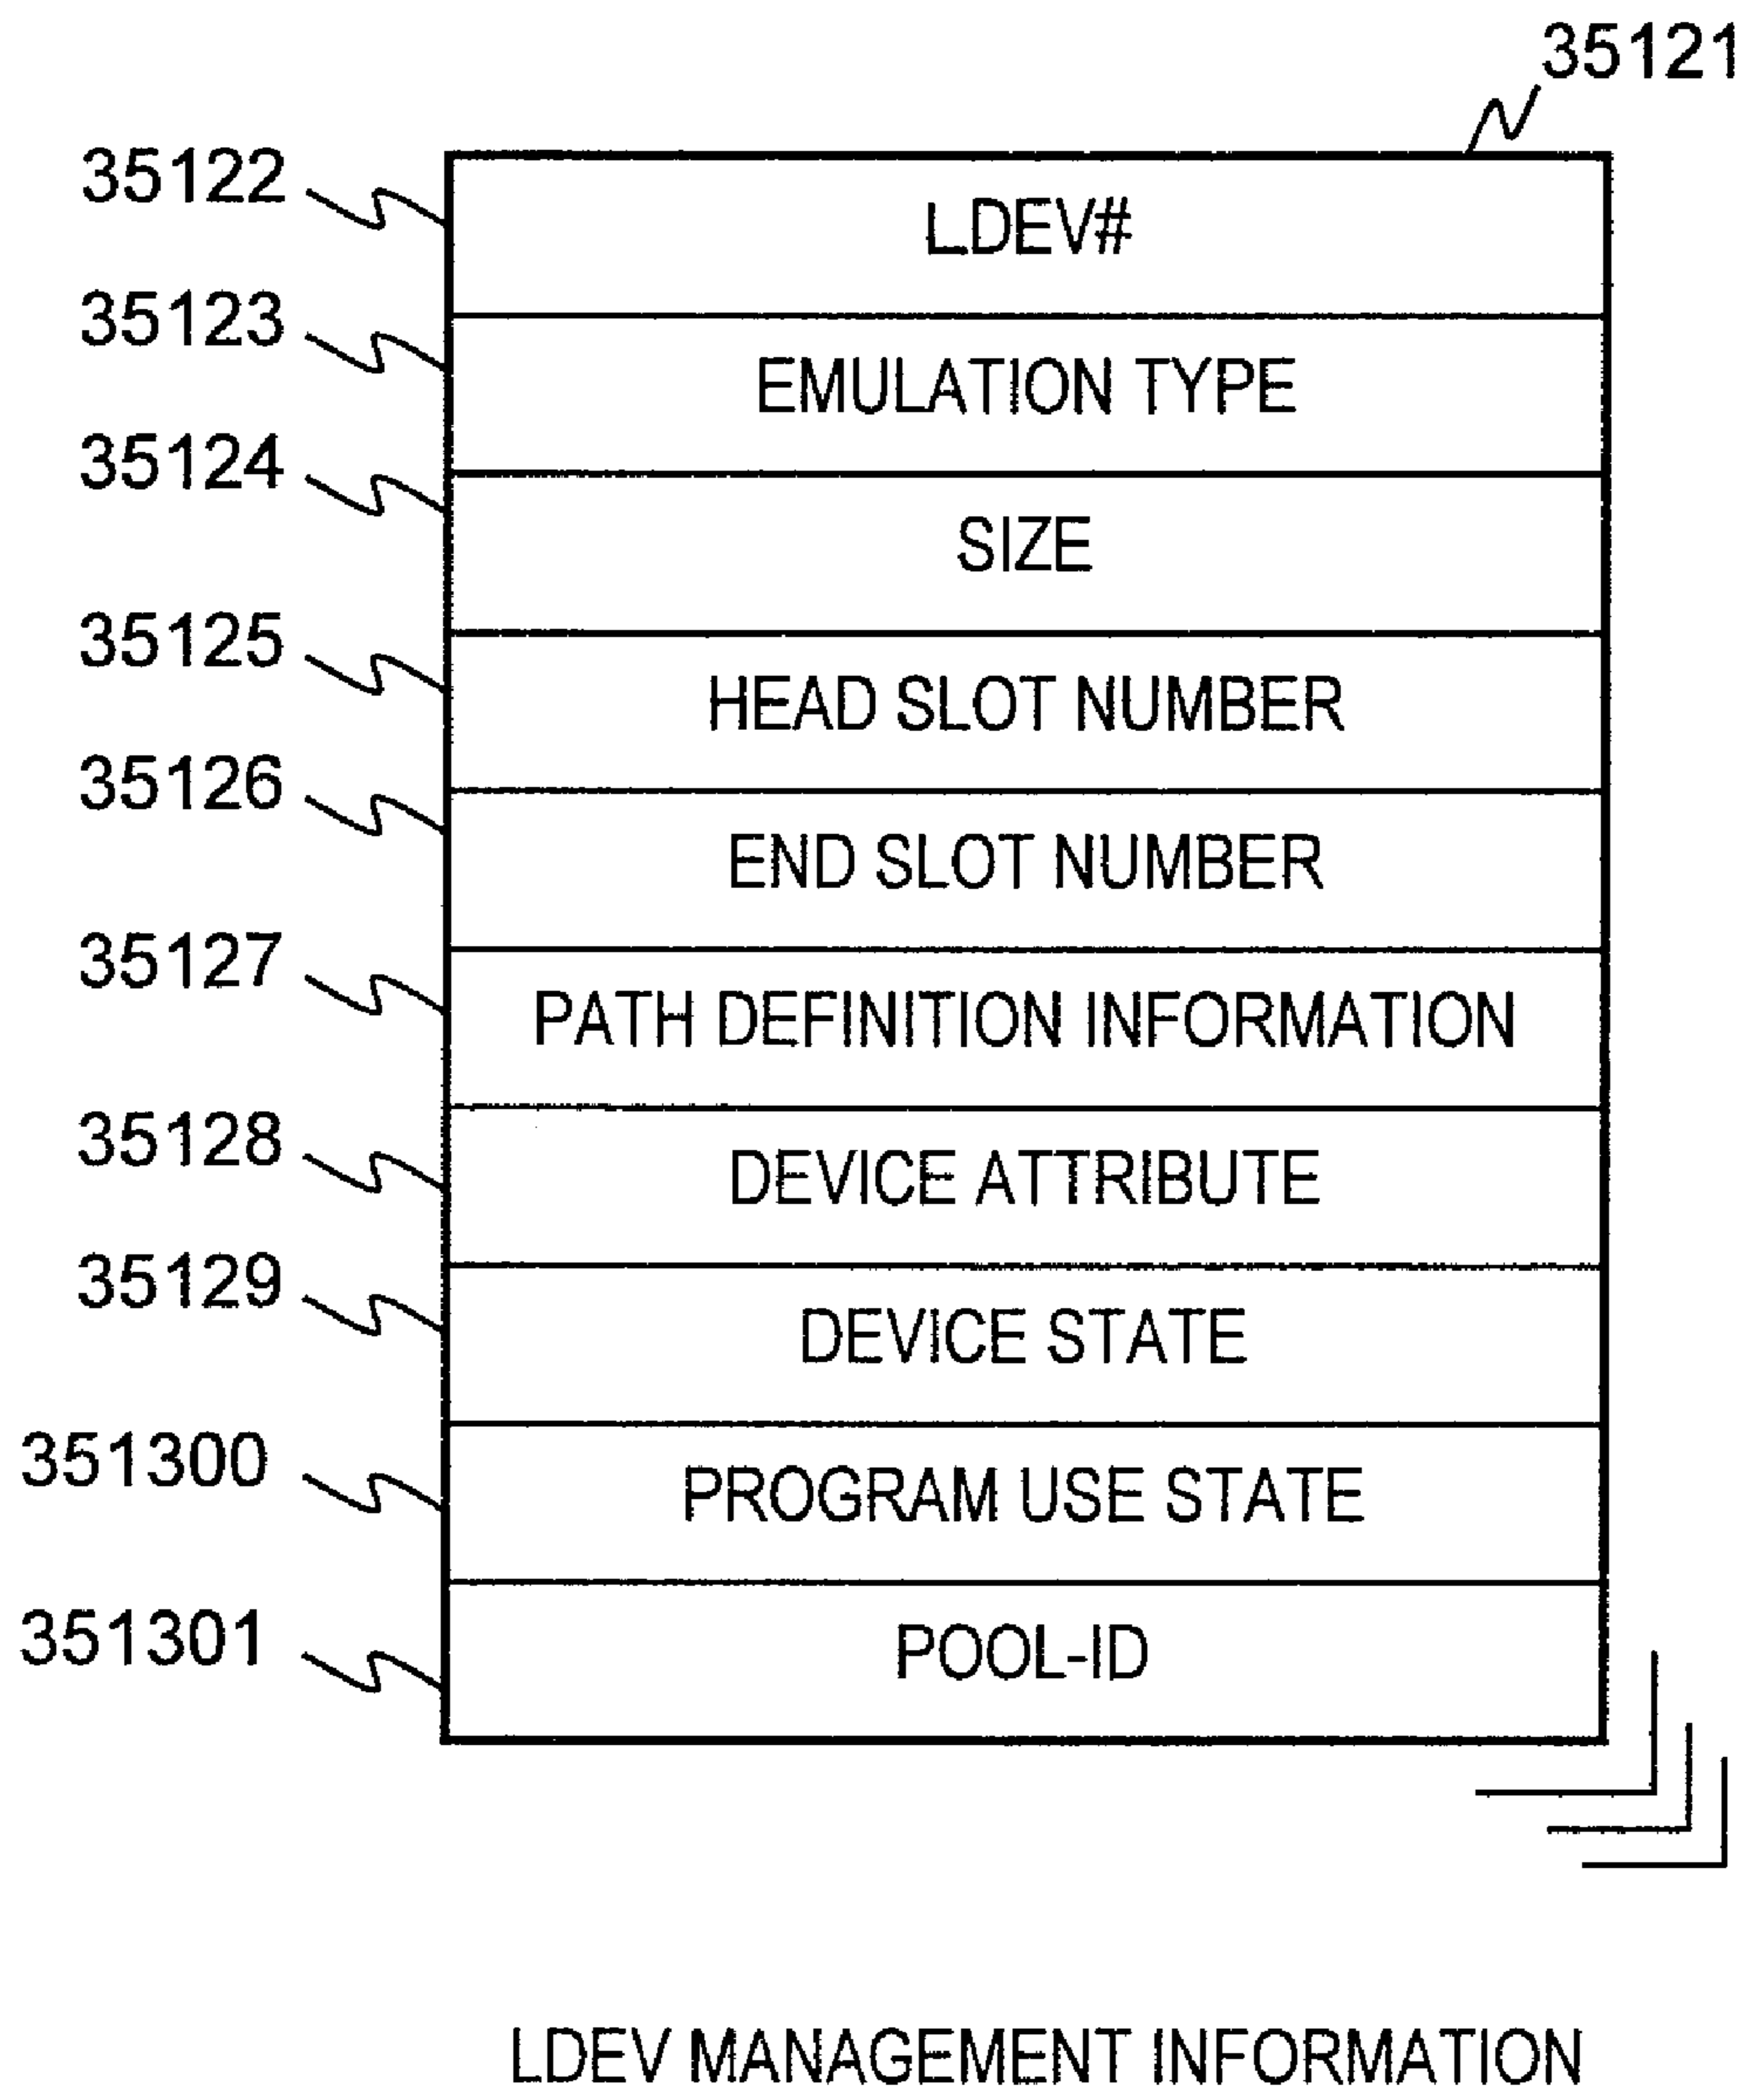 35121
35122
LDEV#
35123
EMULATION TYPE
35124
SIZE
35125
HEAD SLOT NUMBER
35126
END SLOT NUMBER
35127
PATH DEFINITION INFORMATION
35128
DEVICE ATTRIBUTE
35129
DEVICE STATE
351300
PROGRAM USE STATE
351301
POOL-ID
LDEV MANAGEMENT INFORMATION